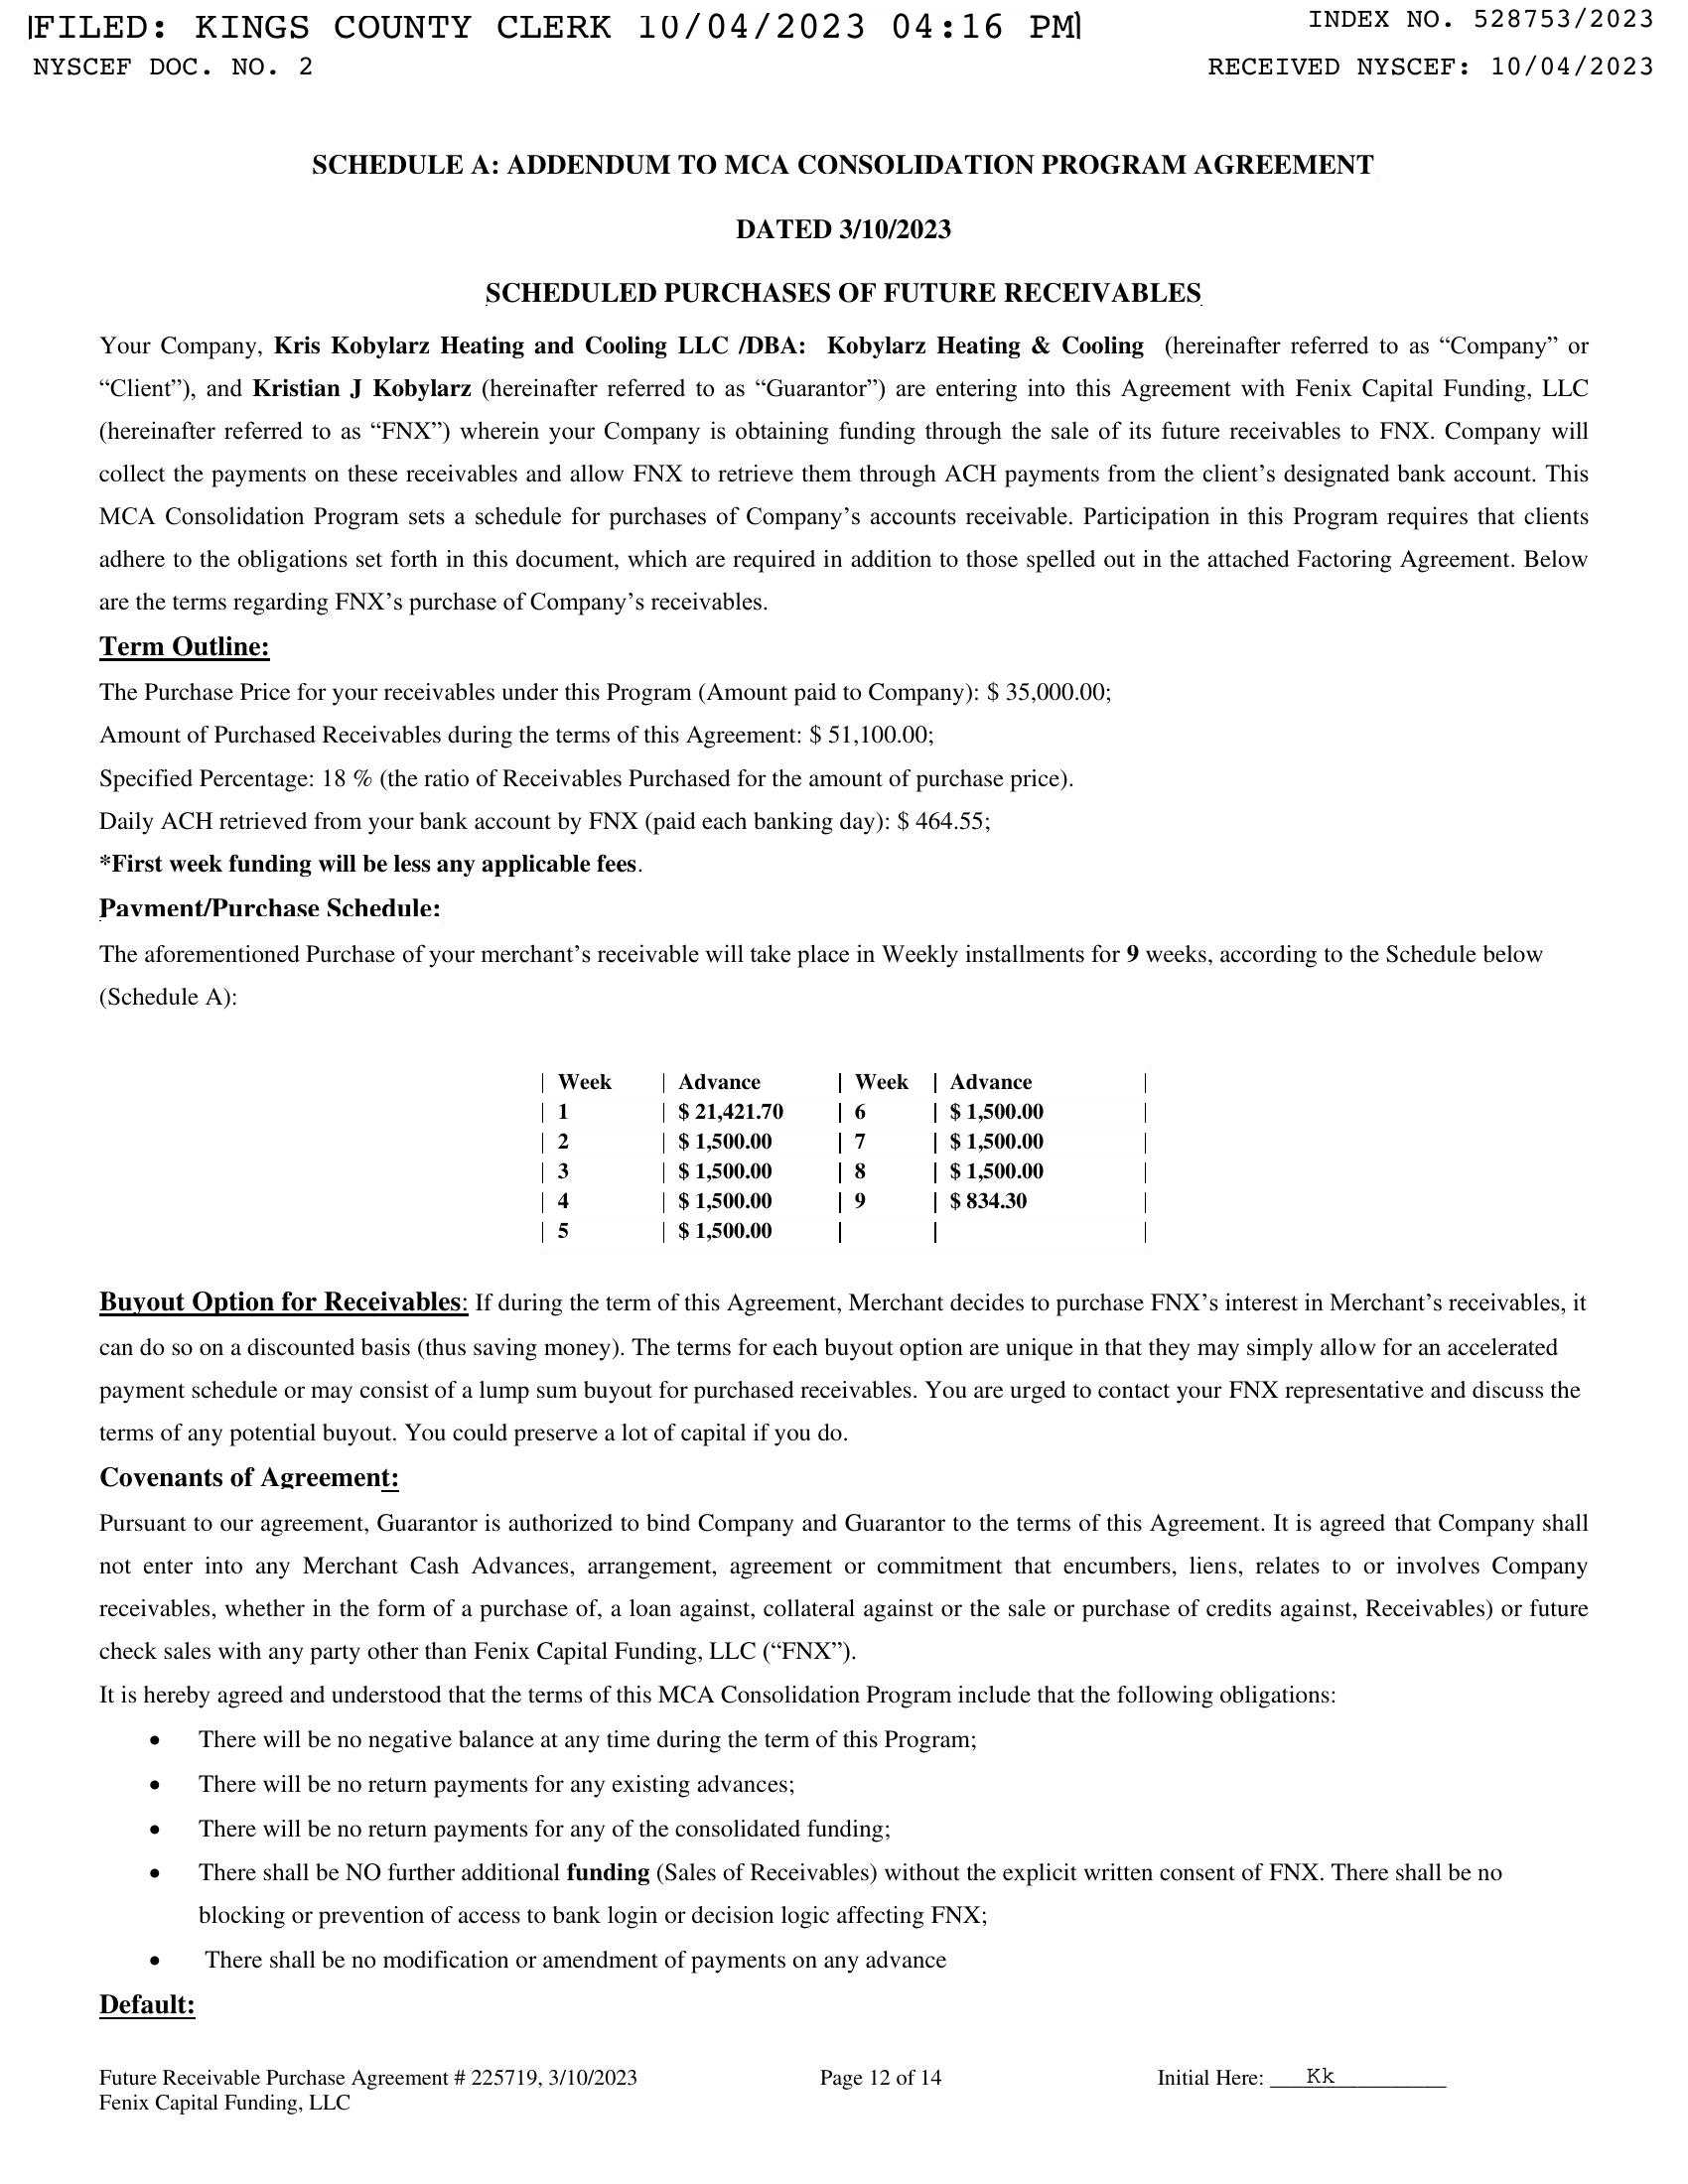 FILED: KINGS COUNTY CLERK 10/04/2023 04:16 PM
INDEX NO. 528753/2023
NYSCEF DOC. NO. 2
RECEIVED NYSCEF: 10/04/2023
SCHEDULE A: ADDENDUM TO MCA CONSOLIDATION PROGRAM AGREEMENT
DATED 3/10/2023
SCHEDULED PURCHASES OF FUTURE RECEIVABLES
Your Company, Kris Kobylarz Heating and Cooling LLC /DBA: Kobylarz Heating & Cooling (hereinafter referred to as “Company” or
“Client”), and Kristian J Kobylarz (hereinafter referred to as “Guarantor”) are entering into this Agreement with Fenix Capital Funding, LLC
(hereinafter referred to as “FNX”) wherein your Company is obtaining funding through the sale of its future receivables to FNX. Company will
collect the payments on these receivables and allow FNX to retrieve them through ACH payments from the client’s designated bank account. This
MCA Consolidation Program sets a schedule for purchases of Company’s accounts receivable. Participation in this Program requires that clients
adhere to the obligations set forth in this document, which are required in addition to those spelled out in the attached Factoring Agreement. Below
are the terms regarding FNX’s purchase of Company’s receivables.
Term Outline:
The Purchase Price for your receivables under this Program (Amount paid to Company): $ 35,000.00;
Amount of Purchased Receivables during the terms of this Agreement: $ 51,100.00;
Specified Percentage: 18 % (the ratio of Receivables Purchased for the amount of purchase price).
Daily ACH retrieved from your bank account by FNX (paid each banking day): $ 464.55;
*First week funding will be less any applicable fees.
Payment/Purchase Schedule:
The aforementioned Purchase of your merchant’s receivable will take place in Weekly installments for 9 weeks, according to the Schedule below
(Schedule A):
| Week | Advance | Week | Advance |
| 1 | $ 21,421.70 | 6 | $ 1,500.00 |
| 2 | $ 1,500.00 | 7 | $ 1,500.00 |
| 3 | $ 1,500.00 | 8 | $ 1,500.00 |
| 4 | $ 1,500.00 | 9 | $ 834.30 |
| 5 | $ 1,500.00 | | |
Buyout Option for Receivables: If during the term of this Agreement, Merchant decides to purchase FNX’s interest in Merchant’s receivables, it
can do so on a discounted basis (thus saving money). The terms for each buyout option are unique in that they may simply allow for an accelerated
payment schedule or may consist of a lump sum buyout for purchased receivables. You are urged to contact your FNX representative and discuss the
terms of any potential buyout. You could preserve a lot of capital if you do.
Covenants of Agreement:
Pursuant to our agreement, Guarantor is authorized to bind Company and Guarantor to the terms of this Agreement. It is agreed that Company shall
not enter into any Merchant Cash Advances, arrangement, agreement or commitment that encumbers, liens, relates to or involves Company
receivables, whether in the form of a purchase of, a loan against, collateral against or the sale or purchase of credits against, Receivables) or future
check sales with any party other than Fenix Capital Funding, LLC (“FNX”).
It is hereby agreed and understood that the terms of this MCA Consolidation Program include that the following obligations:
• There will be no negative balance at any time during the term of this Program;
• There will be no return payments for any existing advances;
• There will be no return payments for any of the consolidated funding;
• There shall be NO further additional funding (Sales of Receivables) without the explicit written consent of FNX. There shall be no
blocking or prevention of access to bank login or decision logic affecting FNX;
• There shall be no modification or amendment of payments on any advance
Default:
Future Receivable Purchase Agreement # 225719, 3/10/2023 Page 12 of 14 Initial Here: Kk
Fenix Capital Funding, LLC